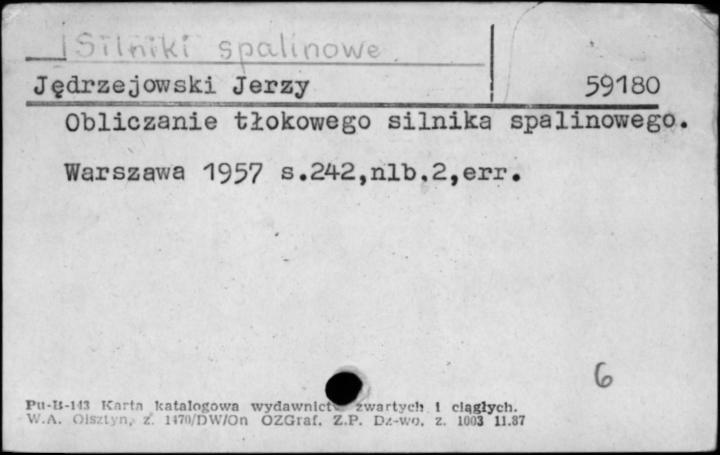 Silniki spalinowe
Jędrzejowski Jerzy 59180
Obliczanie tłokowego silnika spalinowego.
Warszawa 1957 s.242,nlb.2,err.
6
Pu-B-143 Karta katalogowa wydawnictw zwartych i ciągłych.
W.A. Olsztyn, z. 1470/DW/On OZGraf. Z.P. Dz-wo, z. 1003 11.87